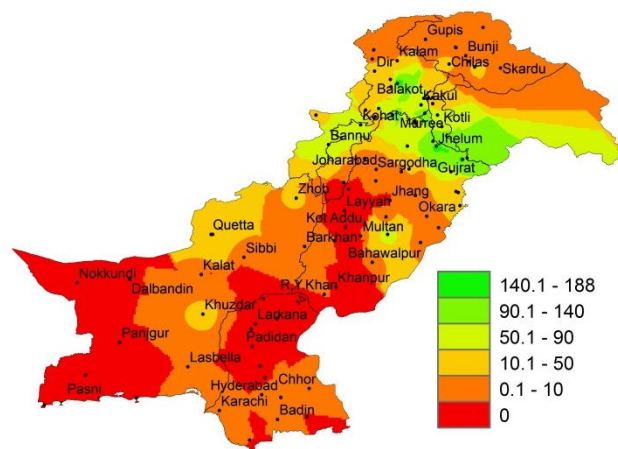 Gupis
Kalam
Bunji
Dir
Chilas
Skardu
Balakot
Kakul
Kohat
Murree
Kotli
Bannu
Jhelum
Joharabad
Sargodha
Gujrat
Zhob
Layyah
Jhang
Kot Addu
Okara
Quetta
Barkhan
Multan
Sibbi
Bahawalpur
Nokkundi
Kalat
R.Y.Khan
Khanpur
Dalbandin
140.1 - 188
Khuzdar
Larkana
90.1 - 140
Panjgur
Padidan
50.1 - 90
Lasbella
10.1 - 50
Pasni
Hyderabad
Chhor
0.1 - 10
Karachi
Badin
0